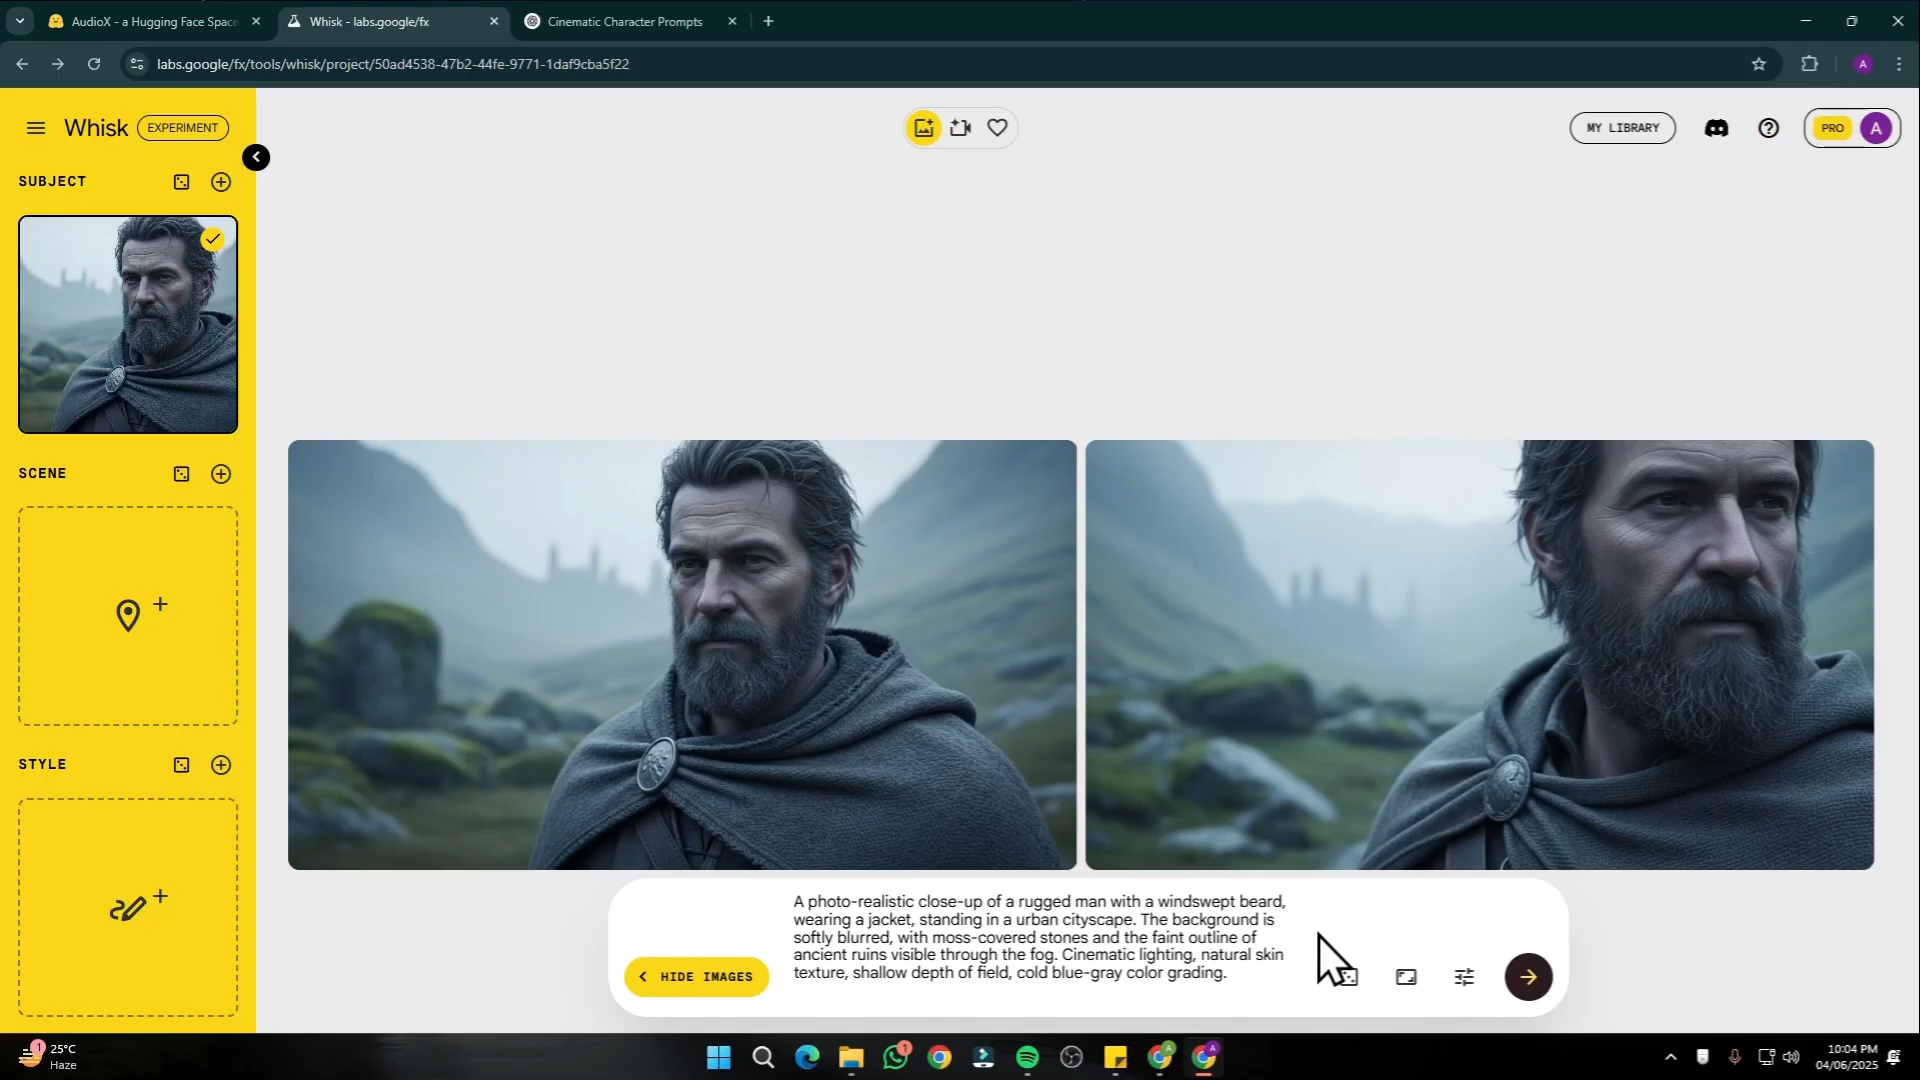 AudioX - a Hugging Face Space
Whisk - labs.google/fx
Cinematic Character Prompts
labs.google/fx/tools/whisk/project/50ad4538-47b2-44fe-9771-1daf9cba5f22
A
Whisk
EXPERIMENT
MY LIBRARY
PRO
A
SUBJECT
SCENE
STYLE
HIDE IMAGES
A photo-realistic close-up of a rugged man with a windswept beard,
wearing a jacket, standing in a urban cityscape. The background is
softly blurred, with moss-covered stones and the faint outline of
ancient ruins visible through the fog. Cinematic lighting, natural skin
texture, shallow depth of field, cold blue-gray color grading.
1
25°C
Haze
1
A
A
10:04 PM
04/06/2025